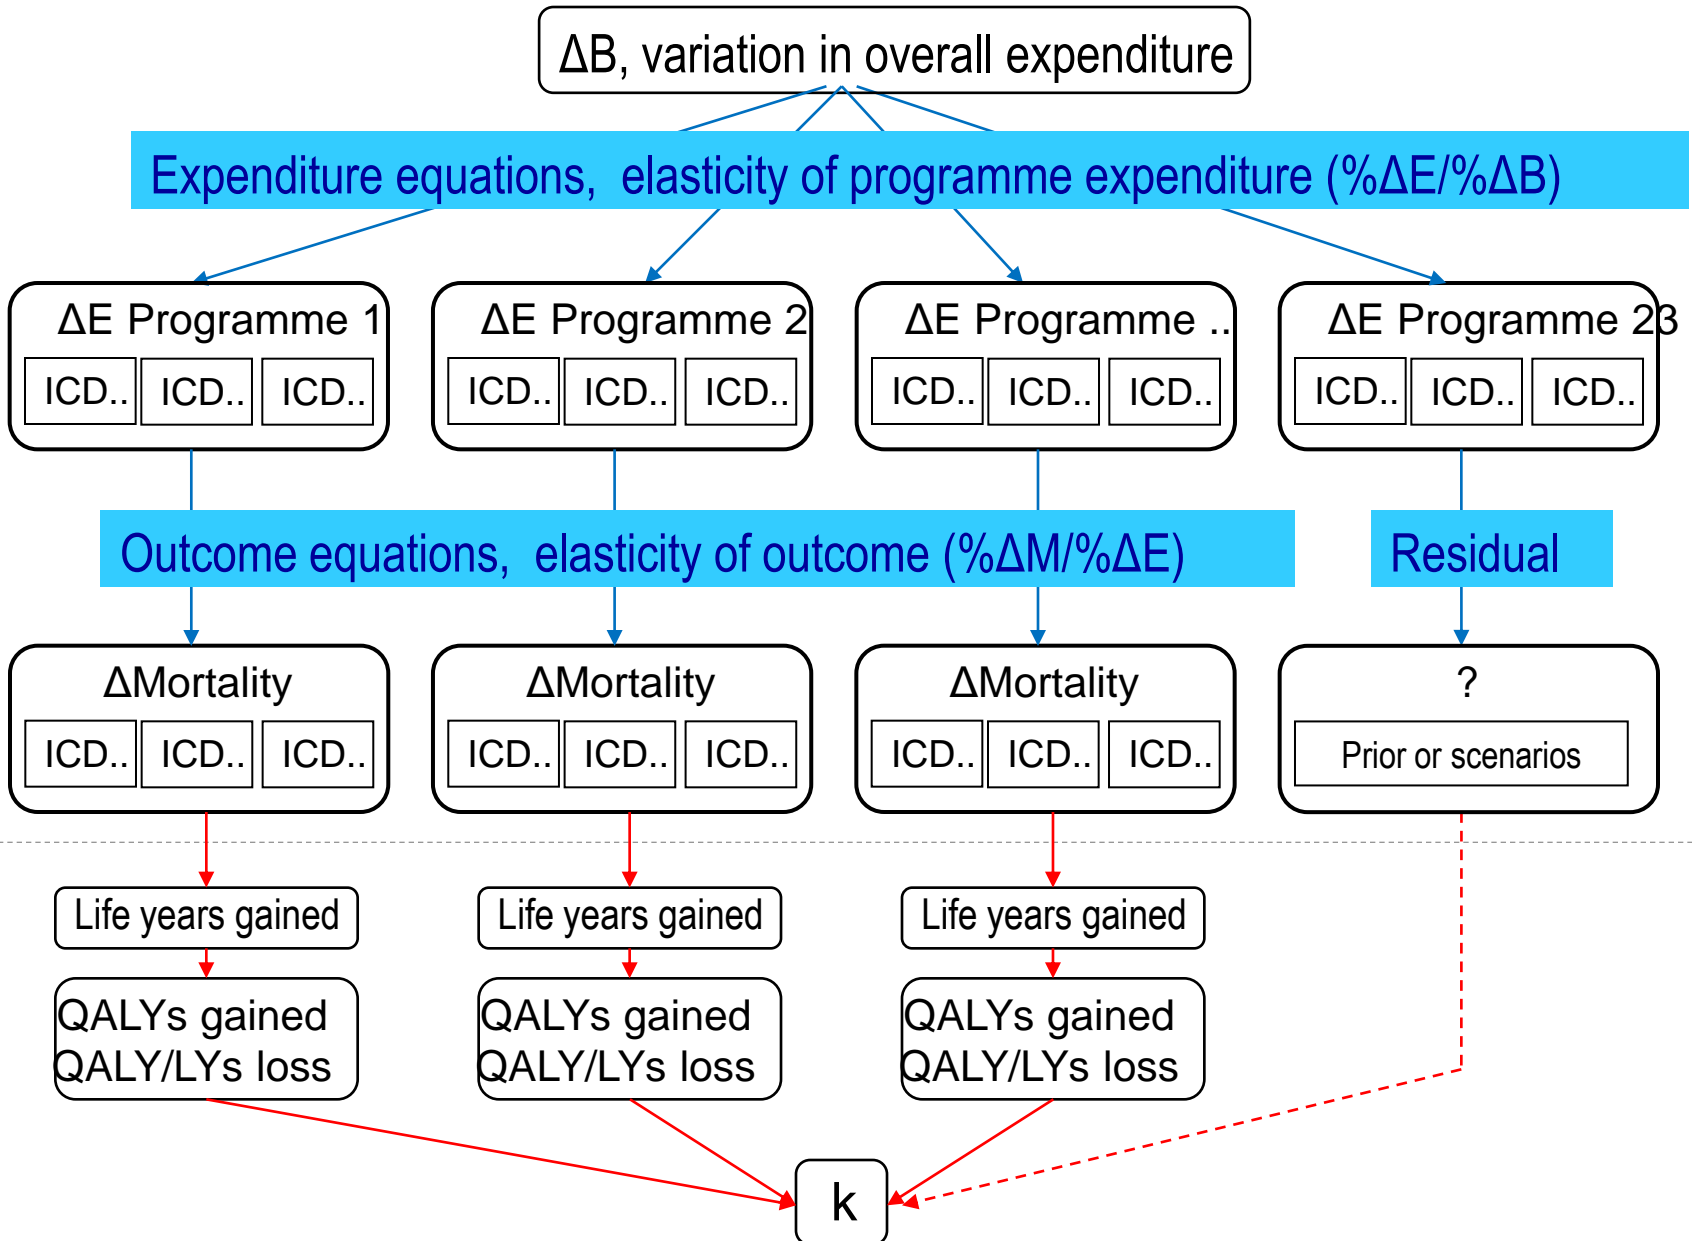 ΔB, variation in overall expenditure
Expenditure equations, elasticity of programme expenditure (%ΔE/%ΔB)
ΔE Programme 1
ICD.. ICD.. ICD..
ΔE Programme 2
ICD.. ICD.. ICD..
ΔE Programme ..
ICD.. ICD.. ICD..
ΔE Programme 23
ICD.. ICD.. ICD..
Outcome equations, elasticity of outcome (%ΔM/%ΔE)
Residual
ΔMortality
ICD.. ICD.. ICD..
ΔMortality
ICD.. ICD.. ICD..
ΔMortality
ICD.. ICD.. ICD..
?
Prior or scenarios
Life years gained
Life years gained
Life years gained
QALYs gained
QALY/LYs loss
QALYs gained
QALY/LYs loss
QALYs gained
QALY/LYs loss
k